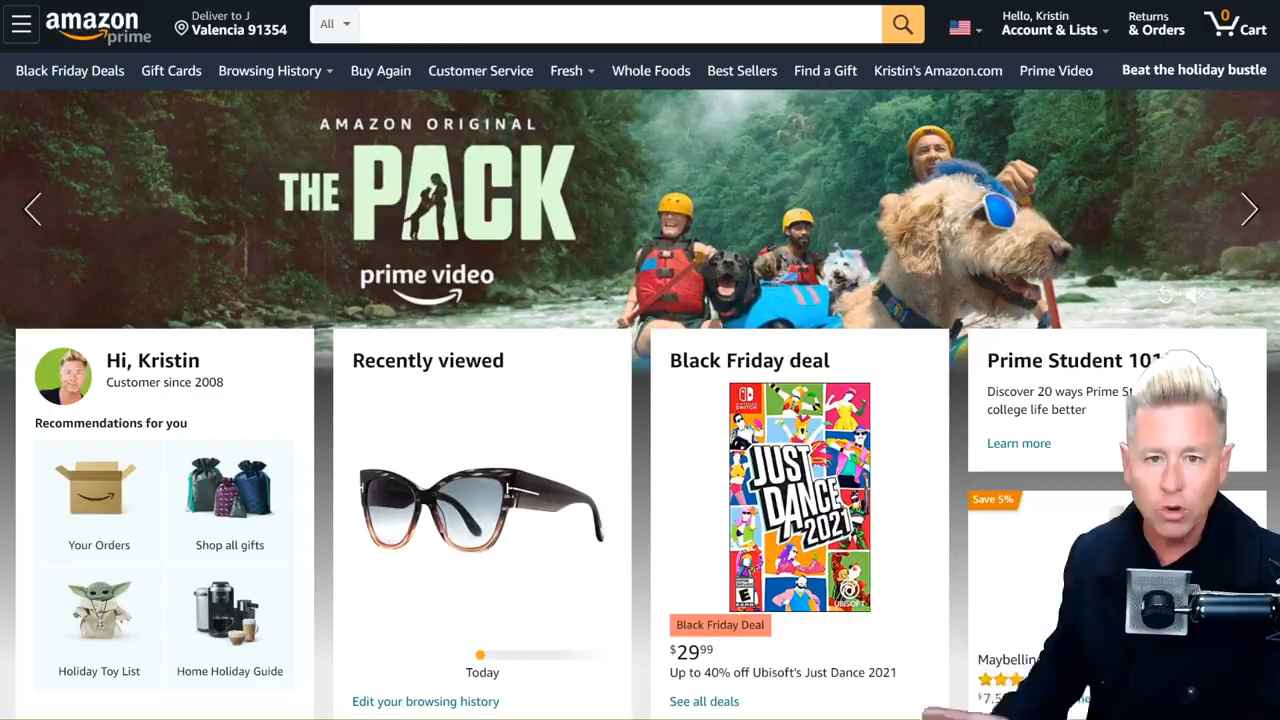 amazon
prime
Deliver to J
Valencia 91354
All
Hello, Kristin
Account & Lists
Returns
& Orders
0
Cart
Black Friday Deals
Gift Cards
Browsing History
Buy Again
Customer Service
Fresh
Whole Foods
Best Sellers
Find a Gift
Kristin's Amazon.com
Prime Video
Beat the holiday bustle
AMAZON ORIGINAL
THE PACK
prime video
Hi, Kristin
Customer since 2008
Recommendations for you
Your Orders
Shop all gifts
Holiday Toy List
Home Holiday Guide
Recently viewed
Today
Edit your browsing history
Black Friday deal
NINTENDO
SWITCH
JUST
DANCE
2021
E
UBISOFT
Black Friday Deal
$29.99
Up to 40% off Ubisoft's Just Dance 2021
See all deals
Prime Student 101
Discover 20 ways Prime St
college life better
Learn more
Save 5%
Maybellin